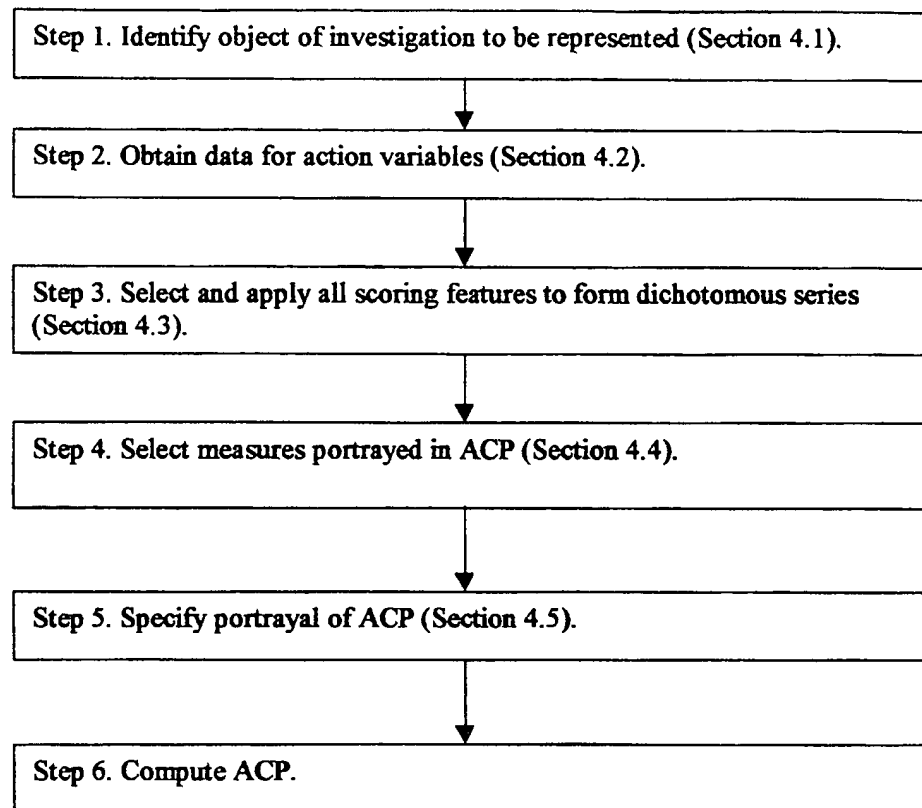 Step 1. Identify object of investigation to be represented (Section 4.1).
Step 2. Obtain data for action variables (Section 4.2).
Step 3. Select and apply all scoring features to form dichotomous series
(Section 4.3).
Step 4. Select measures portrayed in ACP (Section 4.4).
Step 5. Specify portrayal of ACP (Section 4.5).
Step 6. Compute ACP.